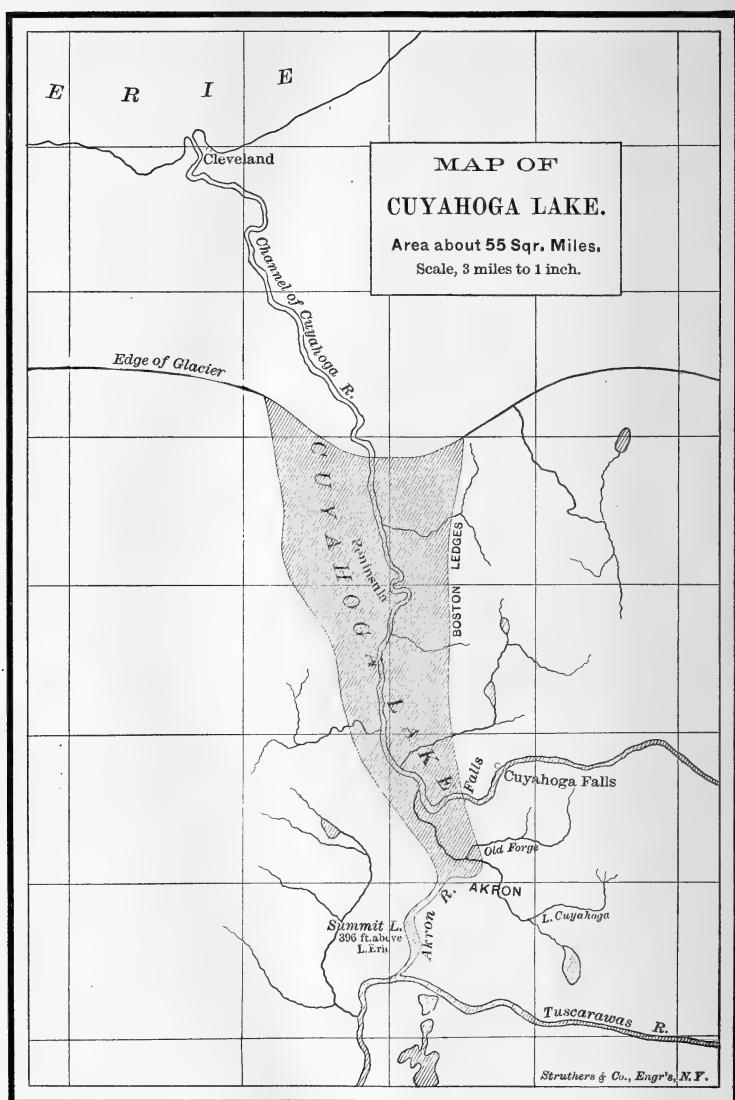 ERIE
Cleveland
MAP OF
CUYAHOGA LAKE.
Area about 55 Sqr. Miles.
Scale, 3 miles to 1 inch.
Channel of Cuyahoga R.
Edge of Glacier
CUYAHOGA LAKE
Peninsula
BOSTON LEDGES
Falls
Cuyahoga Falls
Old Forge
AKRON
L. Cuyahoga
Akron R.
Summit L.
396 ft. above
L. Erie
Tuscarawas R.
Struthers & Co., Engr's, N.Y.